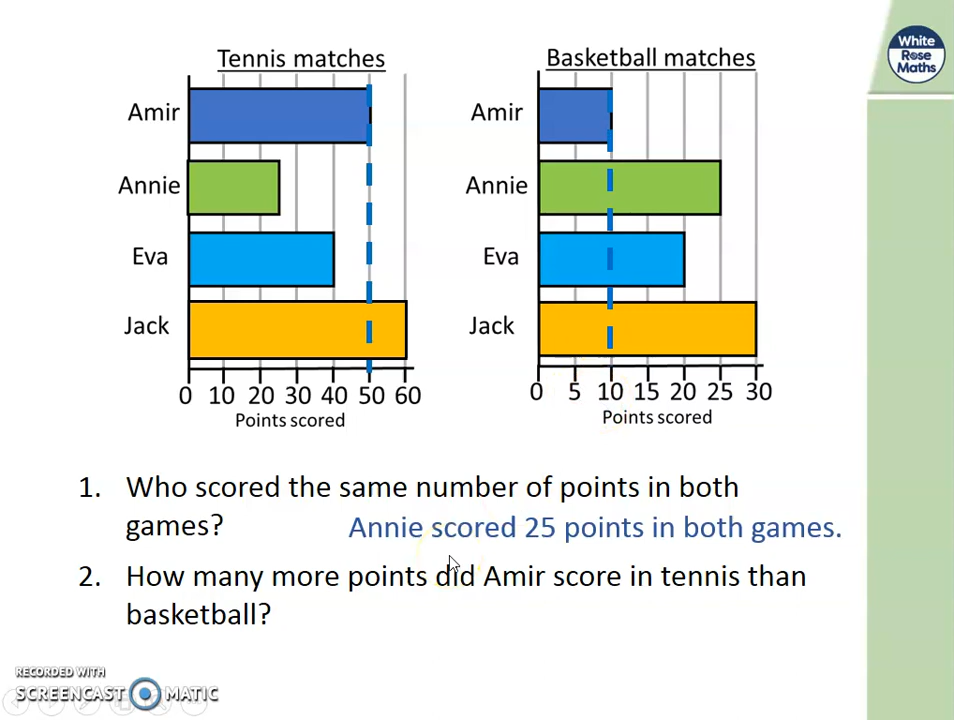 Tennis matches
Basketball matches
White
Rose
Maths
Amir
Annie
Eva
Jack
0 10 20 30 40 50 60
Points scored
Amir
Annie
Eva
Jack
0 5 10 15 20 25 30
Points scored
1. Who scored the same number of points in both
games? Annie scored 25 points in both games.
2. How many more points did Amir score in tennis than
basketball?
RECORDED WITH
SCREENCAST MATIC